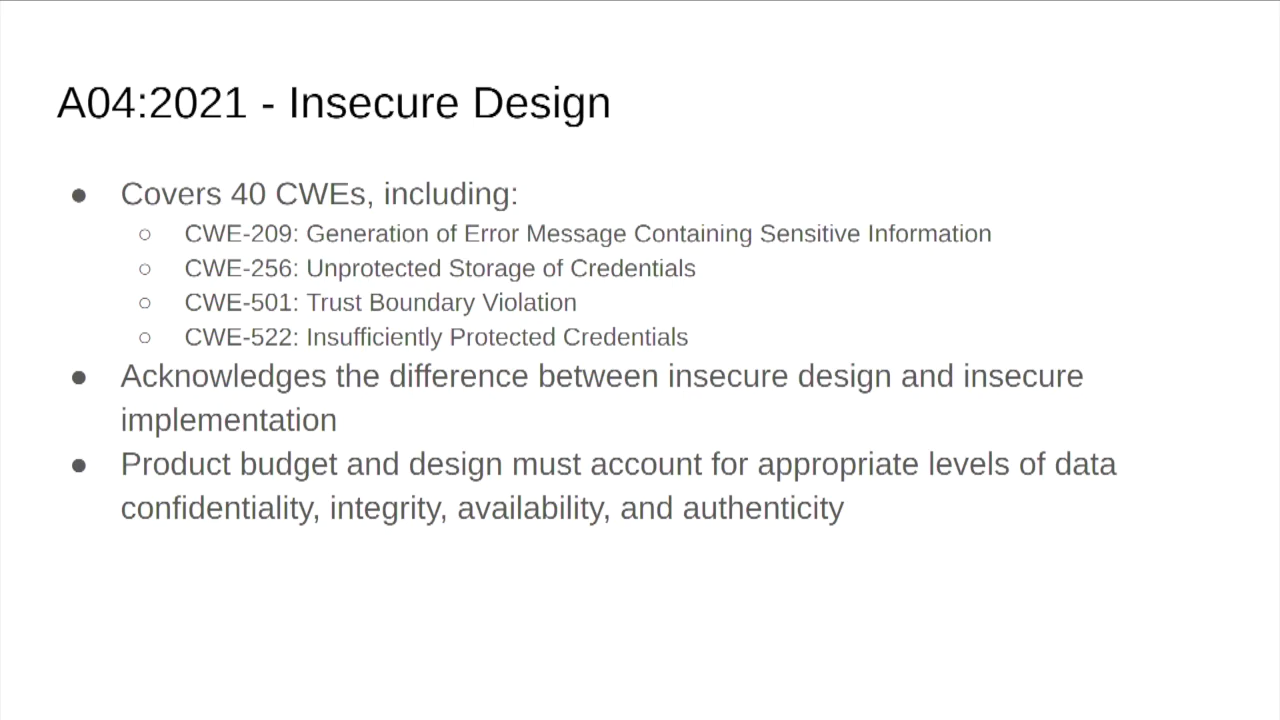 A04:2021 - Insecure Design
● Covers 40 CWEs, including:
○ CWE-209: Generation of Error Message Containing Sensitive Information
○ CWE-256: Unprotected Storage of Credentials
○ CWE-501: Trust Boundary Violation
○ CWE-522: Insufficiently Protected Credentials
● Acknowledges the difference between insecure design and insecure
implementation
● Product budget and design must account for appropriate levels of data
confidentiality, integrity, availability, and authenticity